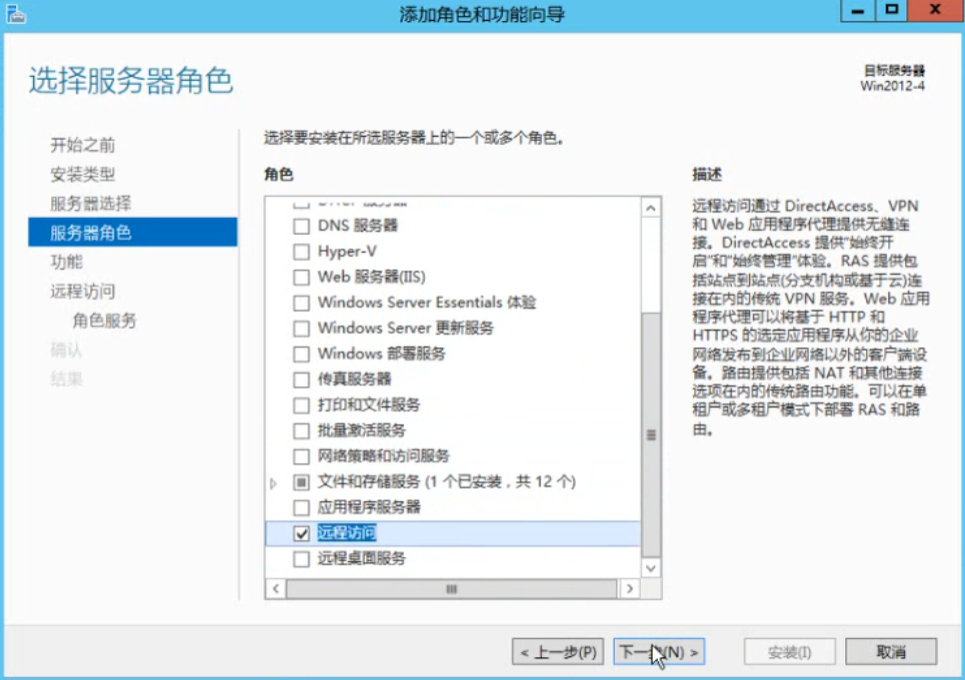 添加角色和功能向导
选择服务器角色
目标服务器
Win2012-4
开始之前
安装类型
服务器选择
服务器角色
功能
远程访问
角色服务
确认
结果
选择要安装在所选服务器上的一个或多个角色。
角色
DNS 服务器
Hyper-V
Web 服务器(IIS)
Windows Server Essentials 体验
Windows Server 更新服务
Windows 部署服务
传真服务器
打印和文件服务
批量激活服务
网络策略和访问服务
文件和存储服务 (1 个已安装，共 12 个)
应用程序服务器
远程访问
远程桌面服务
描述
远程访问通过 DirectAccess、VPN
和 Web 应用程序代理提供无缝连
接。DirectAccess 提供"始终开
启"和"始终管理"体验。RAS 提供包
括站点到站点(分支机构或基于云)连
接在内的传统 VPN 服务。Web 应用
程序代理可以将基于 HTTP 和
HTTPS 的选定应用程序从你的企业
网络发布到企业网络以外的客户端设
备。路由提供包括 NAT 和其他连接
选项在内的传统路由功能。可以在单
租户或多租户模式下部署 RAS 和路
由。
< 上一步(P)
下一步(N) >
安装(I)
取消